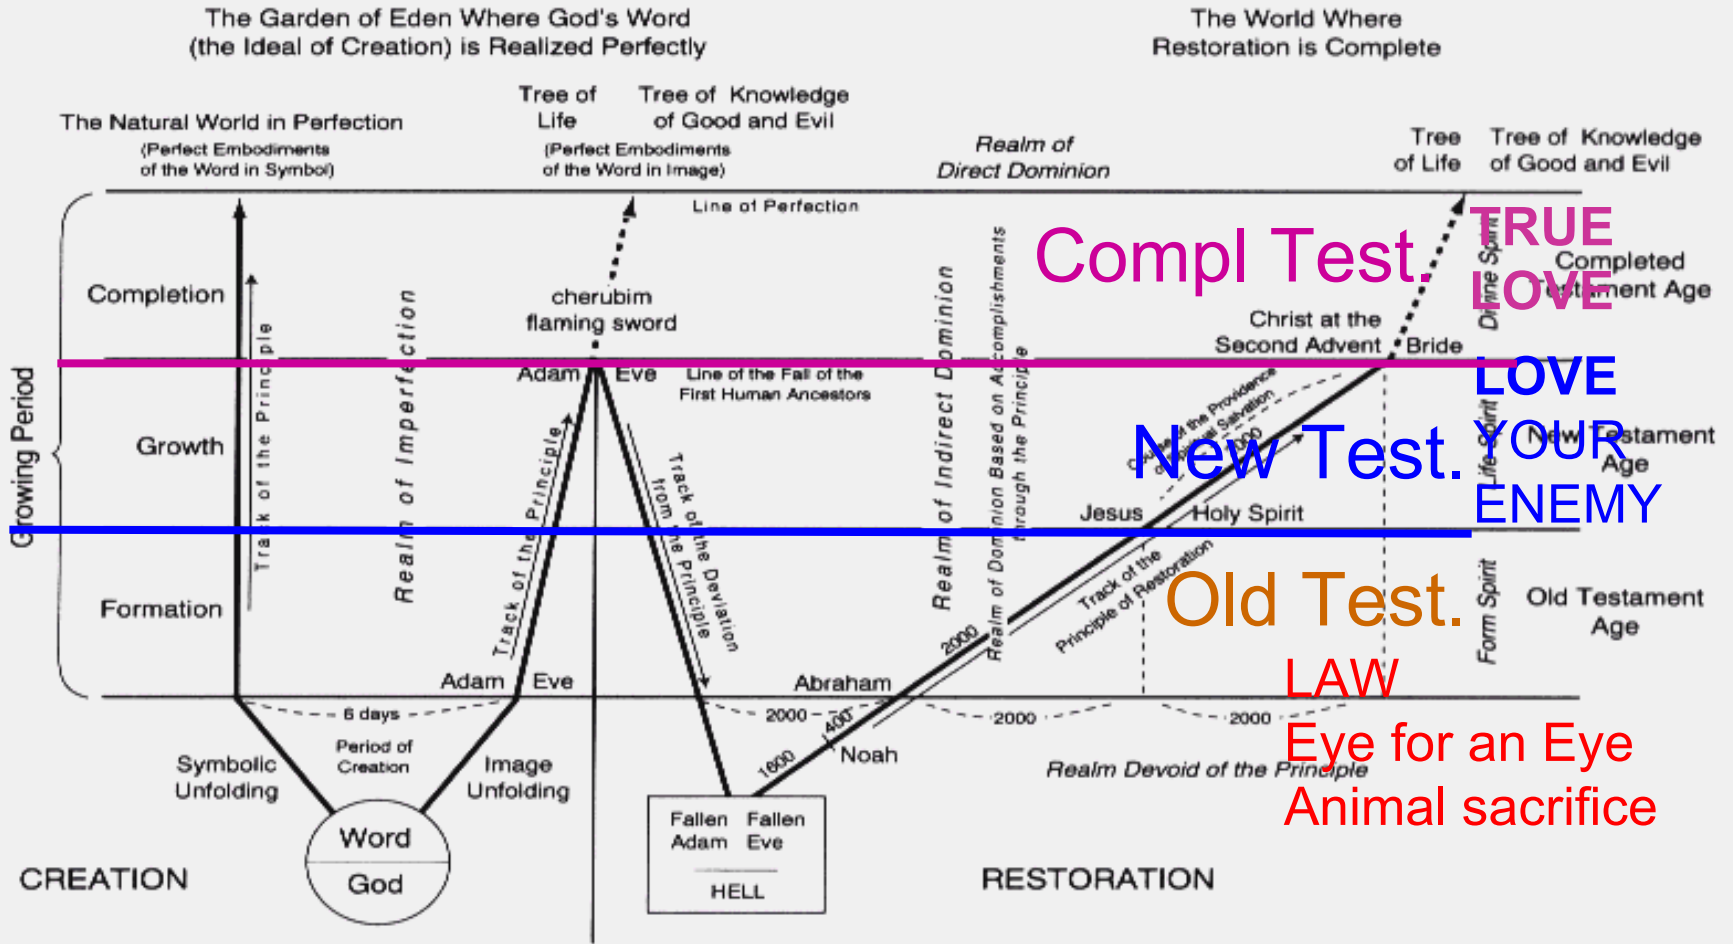 The Garden of Eden Where God's Word
(the Ideal of Creation) is Realized Perfectly
The World Where
Restoration is Complete
The Natural World in Perfection
(Perfect Embodiments
of the Word in Symbol)
Tree of
Life
Tree of Knowledge
of Good and Evil
(Perfect Embodiments
of the Word in Image)
Realm of
Direct Dominion
Tree
of Life
Tree of Knowledge
of Good and Evil
Line of Perfection
Growing Period
Completion
Growth
Formation
Track of the Principle
Realm of Imperfection
cherubim
flaming sword
Adam
Eve
Line of the Fall of the
First Human Ancestors
Track of the Principle
Track of the Deviation
from the Principle
Realm of Indirect Dominion
Realm of Dominion Based on Accomplishments
through the Principle
Compl Test.
TRUE
LOVE
Divine Spirit
Completed
Testament Age
Christ at the
Second Advent
Bride
Course of the Providence
of Spiritual Salvation
2000
New Test.
LOVE
YOUR
ENEMY
Life Spirit
New Testament
Age
Jesus
Holy Spirit
Track of the
Principle of Restoration
Old Test.
Form Spirit
Old Testament
Age
LAW
Eye for an Eye
Animal sacrifice
Adam
Eve
6 days
Abraham
2000
2000
2000
2000
400
1600
Noah
Symbolic
Unfolding
Period of
Creation
Image
Unfolding
Realm Devoid of the Principle
Word
God
Fallen
Adam
Fallen
Eve
HELL
CREATION
RESTORATION